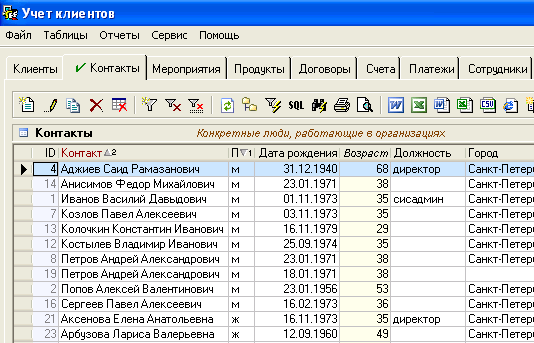 Учет клиентов
Файл Таблицы Отчеты Сервис Помощь
Клиенты Контакты Мероприятия Продукты Договоры Счета Платежи Сотрудники
SQL
Контакты Конкретные люди, работающие в организациях
ID Контакт 2 П 1 Дата рождения Возраст Должность Город
4 Аджиев Саид Рамазанович м 31.12.1940 68 директор Санкт-Петер
14 Анисимов Федор Михайлович м 23.01.1971 38 Санкт-Петер
1 Иванов Василий Давыдович м 01.11.1973 35 сисадмин Санкт-Петер
7 Козлов Павел Алексеевич м 03.11.1973 35 Санкт-Петер
13 Колочкин Константин Иванович м 16.11.1979 29 Санкт-Петер
12 Костылев Владимир Иванович м 25.09.1974 35 Санкт-Петер
8 Петров Андрей Александрович м 23.01.1971 38 Санкт-Петер
19 Петров Андрей Александрович м 18.01.1971 38
2 Попов Алексей Валентинович м 23.01.1956 53 Санкт-Петер
16 Сергеев Павел Алексеевич м 16.02.1973 36 Санкт-Петер
21 Аксенова Елена Анатольевна ж 16.11.1973 35 директор Санкт-Петер
23 Арбузова Лариса Валерьевна ж 12.09.1960 49 Санкт-Петер